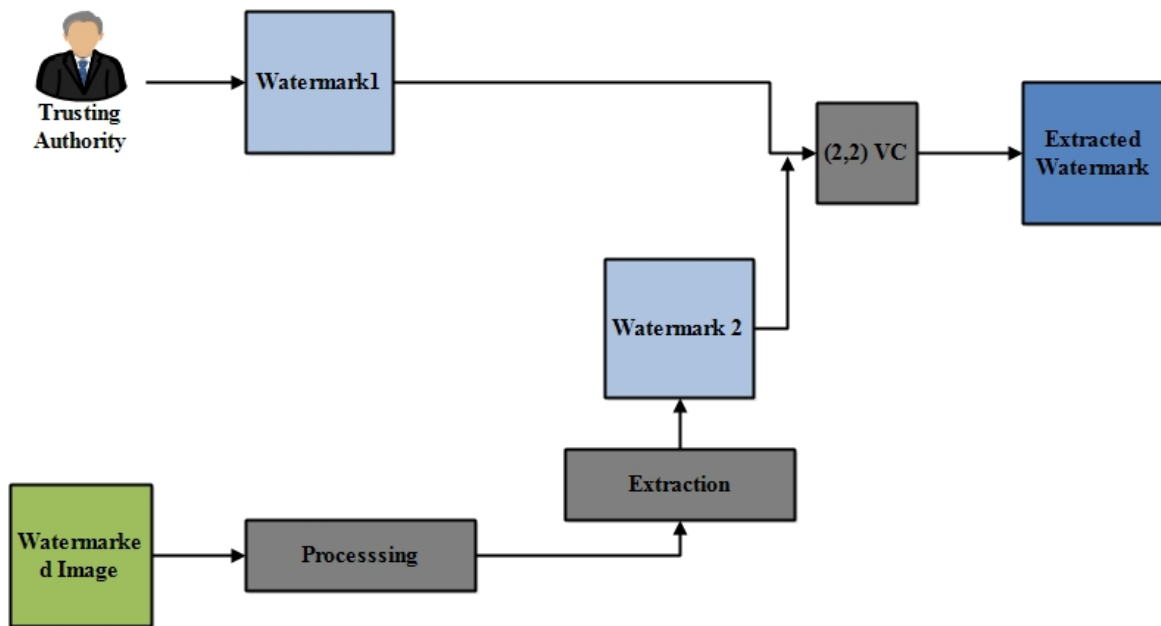 Trusting
Authority
Watermark1
(2,2) VC
Extracted
Watermark
Watermark 2
Extraction
Watermarke
d Image
Processsing